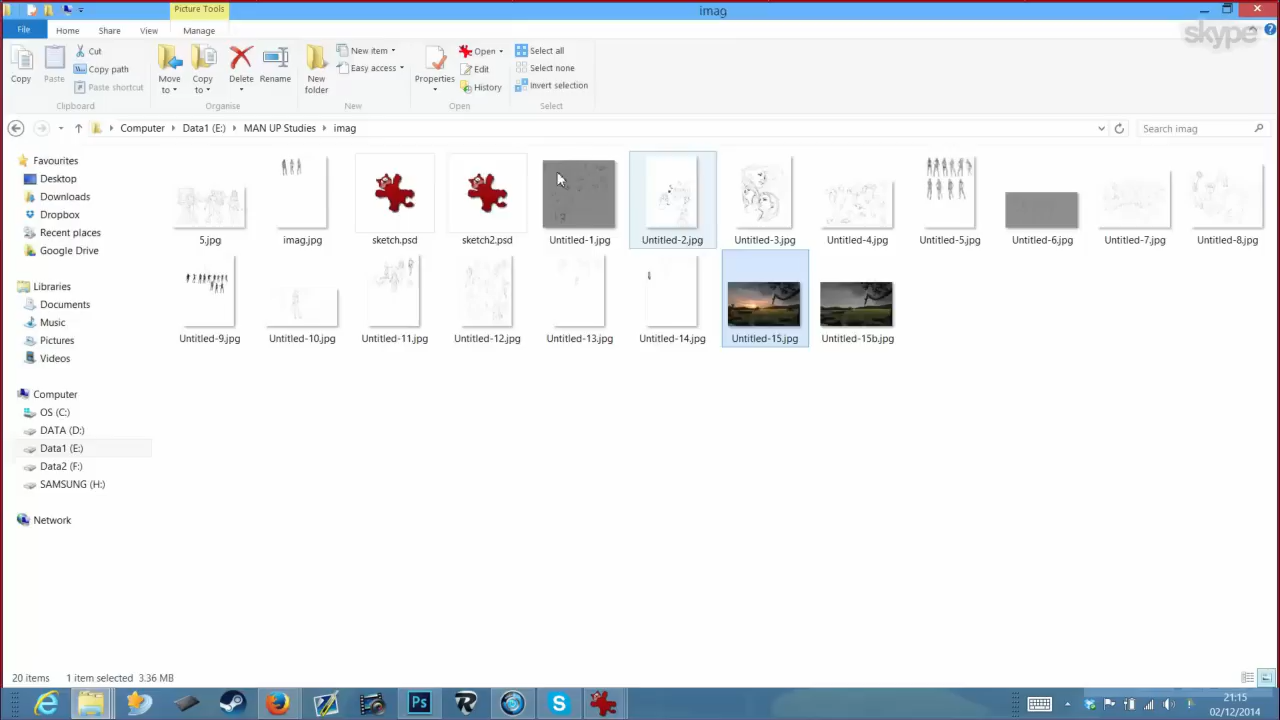 Picture Tools
imag
File
Home
Share
View
Manage
skype
Copy
Paste
Cut
Copy path
Paste shortcut
Clipboard
Move to
Copy to
Delete
Rename
Organise
New folder
New item
Easy access
New
Properties
Open
Edit
History
Open
Select all
Select none
Invert selection
Select
Computer
Data1 (E:)
MAN UP Studies
imag
Search imag
Favourites
Desktop
Downloads
Dropbox
Recent places
Google Drive
Libraries
Documents
Music
Pictures
Videos
Computer
OS (C:)
DATA (D:)
Data1 (E:)
Data2 (F:)
SAMSUNG (H:)
Network
5.jpg
imag.jpg
sketch.psd
sketch2.psd
Untitled-1.jpg
Untitled-2.jpg
Untitled-3.jpg
Untitled-4.jpg
Untitled-5.jpg
Untitled-6.jpg
Untitled-7.jpg
Untitled-8.jpg
Untitled-9.jpg
Untitled-10.jpg
Untitled-11.jpg
Untitled-12.jpg
Untitled-13.jpg
Untitled-14.jpg
Untitled-15.jpg
Untitled-15b.jpg
20 items
1 item selected 3.36 MB
Ps
21:15
02/12/2014